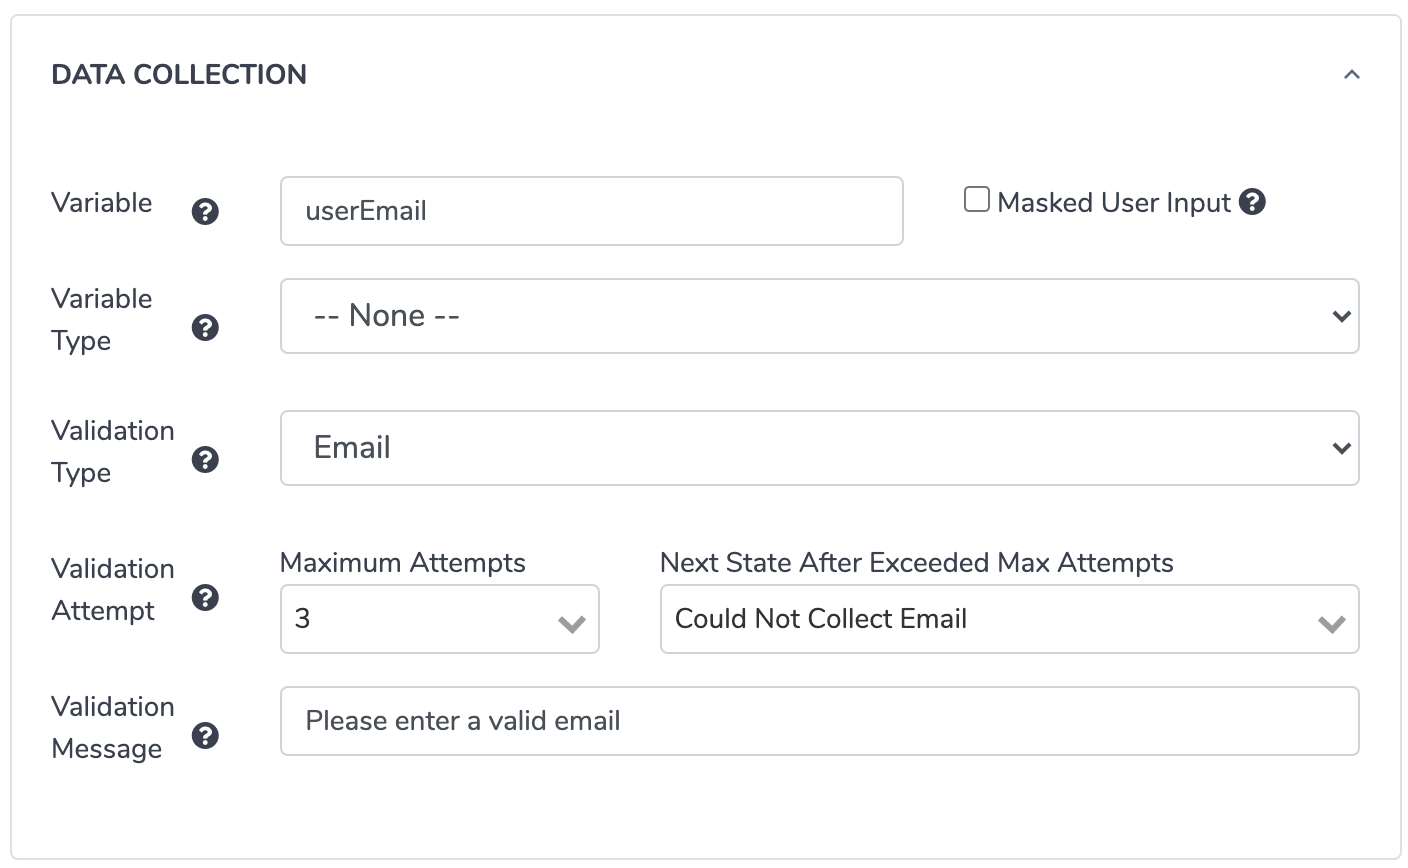 DATA COLLECTION
Variable
userEmail
Masked User Input
Variable
Type
-- None --
Validation
Type
Email
Validation
Attempt
Maximum Attempts
3
Next State After Exceeded Max Attempts
Could Not Collect Email
Validation
Message
Please enter a valid email